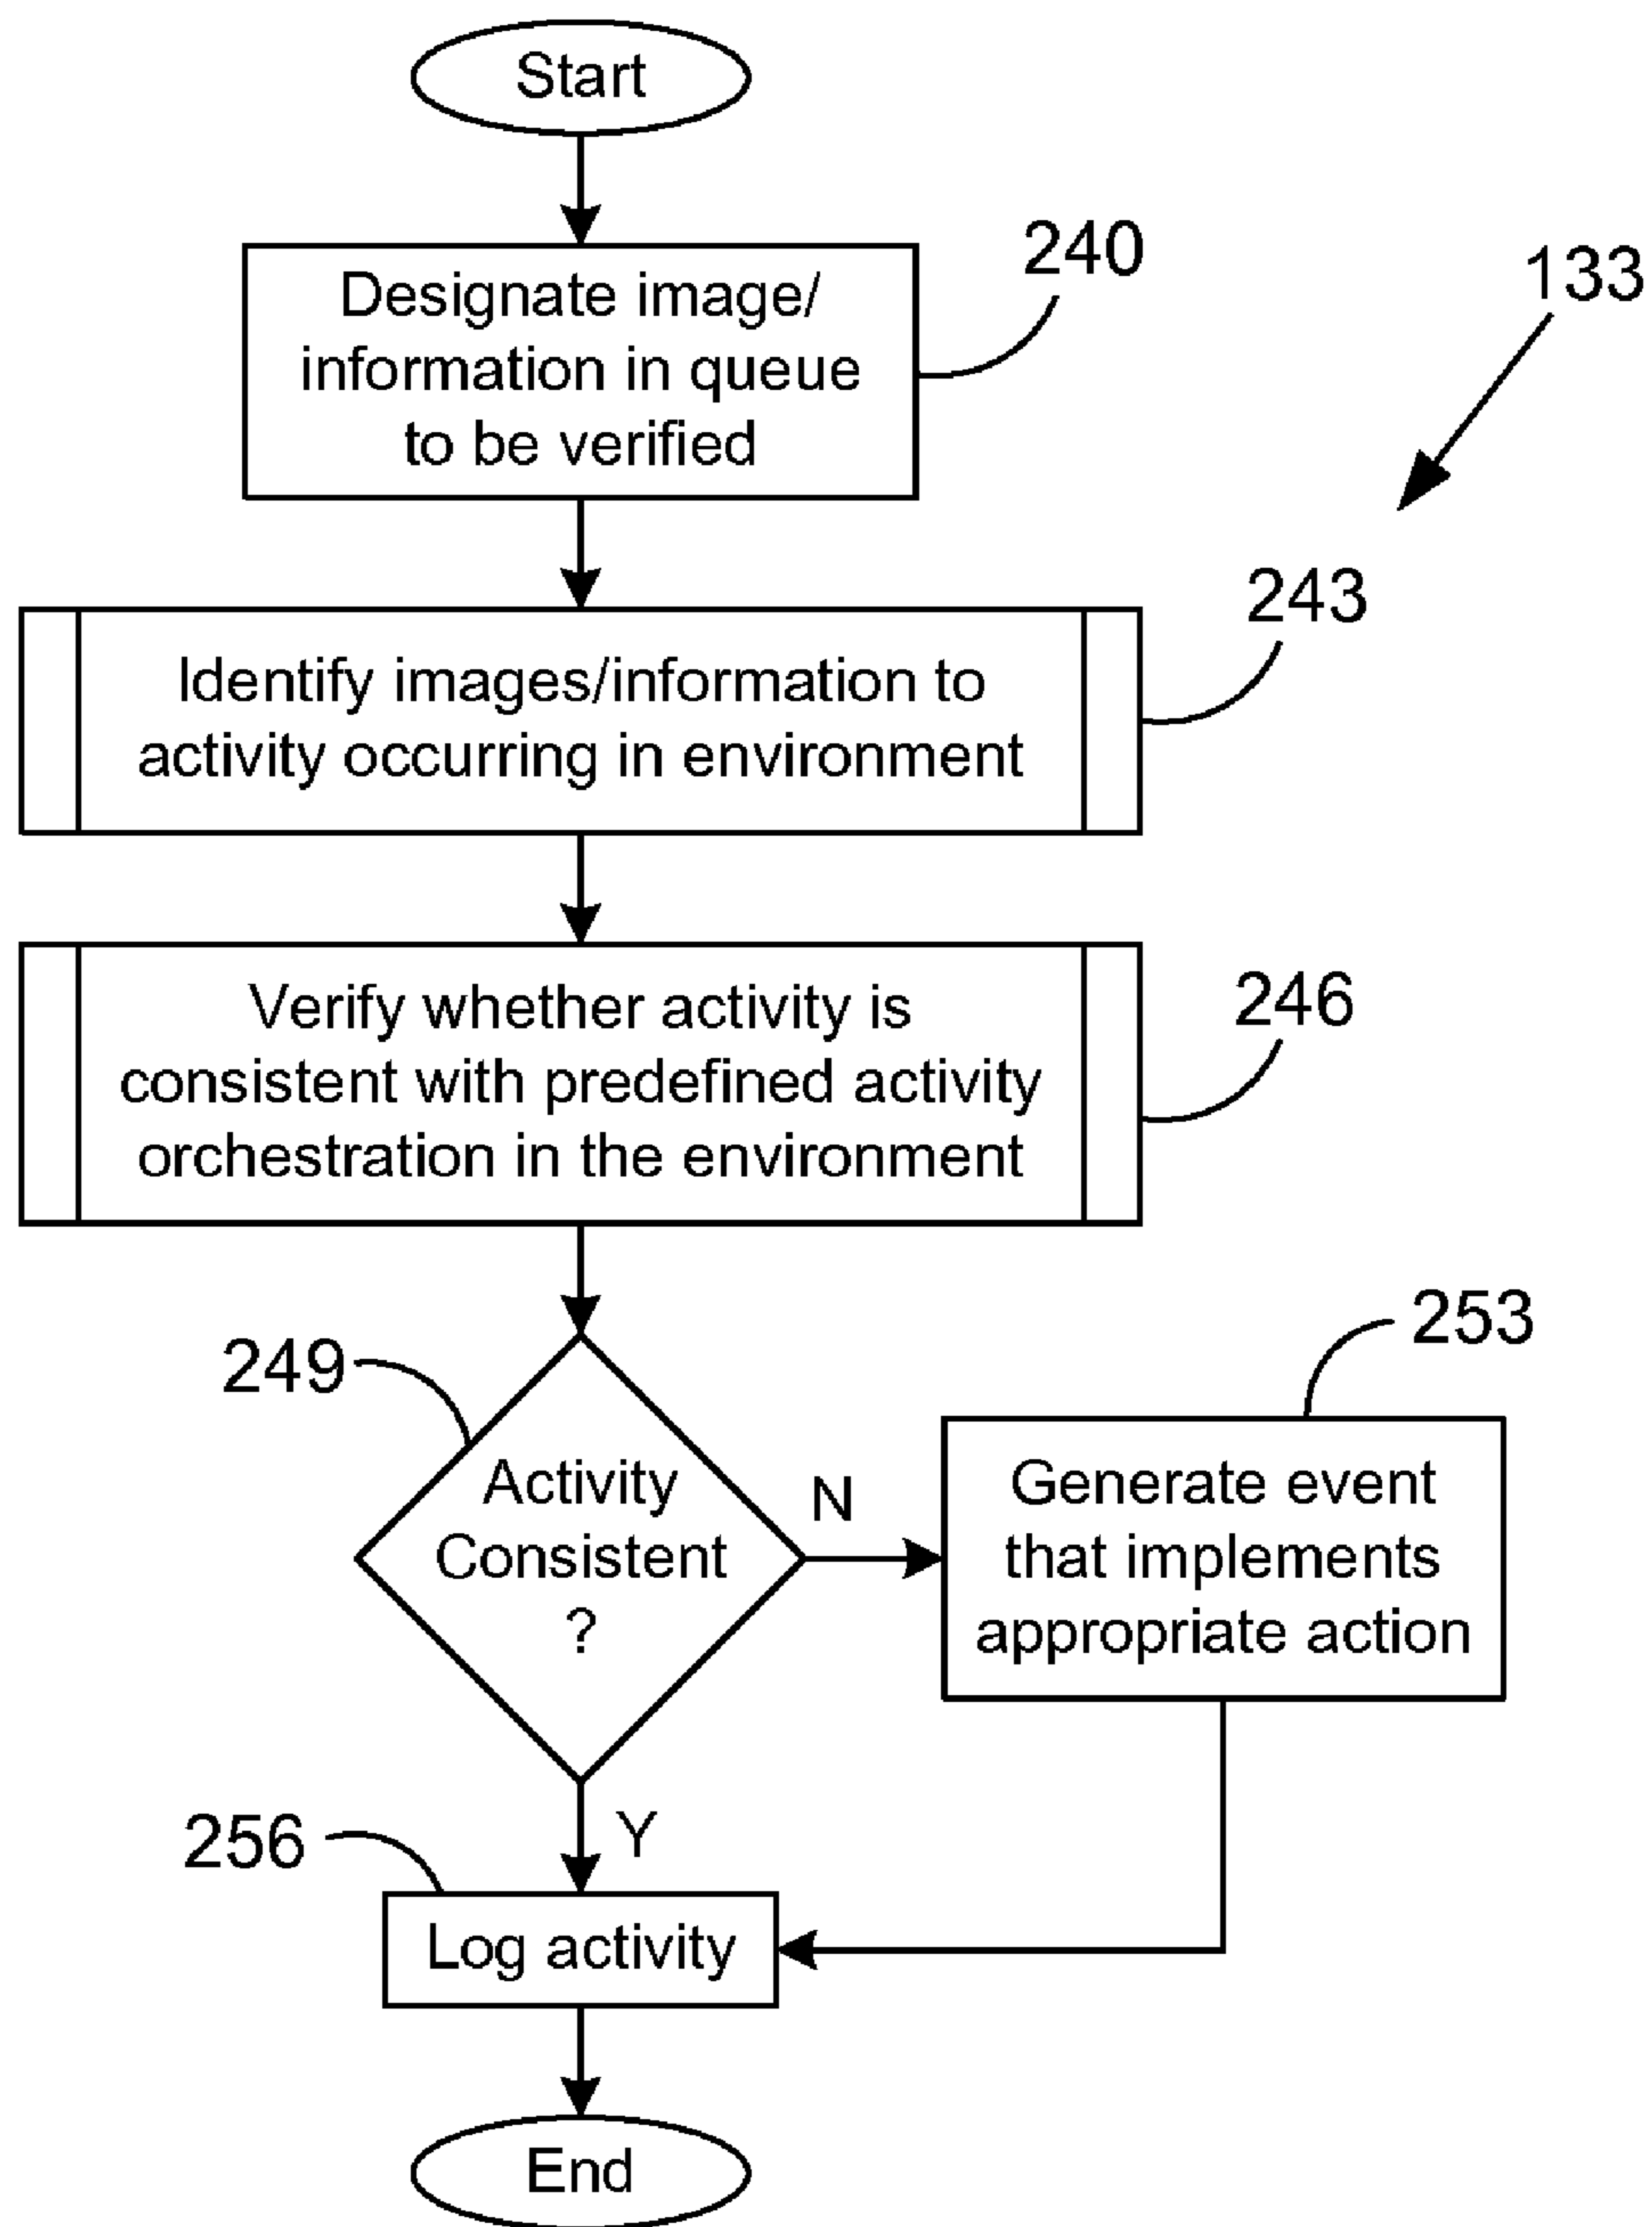 Start
Designate image/
information in queue
to be verified
240
133
Identify images/information to
activity occurring in environment
243
Verify whether activity is
consistent with predefined activity
orchestration in the environment
246
249
Activity
Consistent
?
N
253
Generate event
that implements
appropriate action
Y
256
Log activity
End